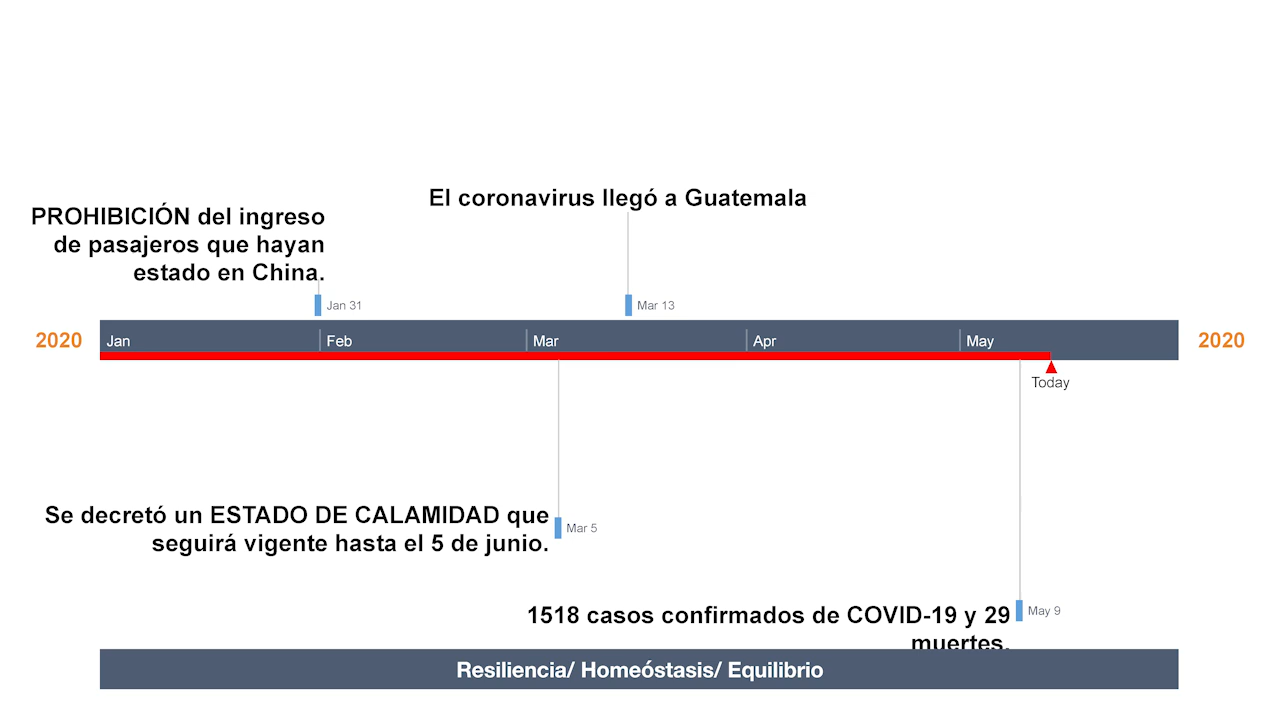 El coronavirus llegó a Guatemala
PROHIBICIÓN del ingreso
de pasajeros que hayan
estado en China.
Jan 31
Mar 13
2020
Jan
Feb
Mar
Apr
May
2020
Today
Se decretó un ESTADO DE CALAMIDAD que
seguirá vigente hasta el 5 de junio.
Mar 5
1518 casos confirmados de COVID-19 y 29
muertes.
May 9
Resiliencia/ Homeóstasis/ Equilibrio